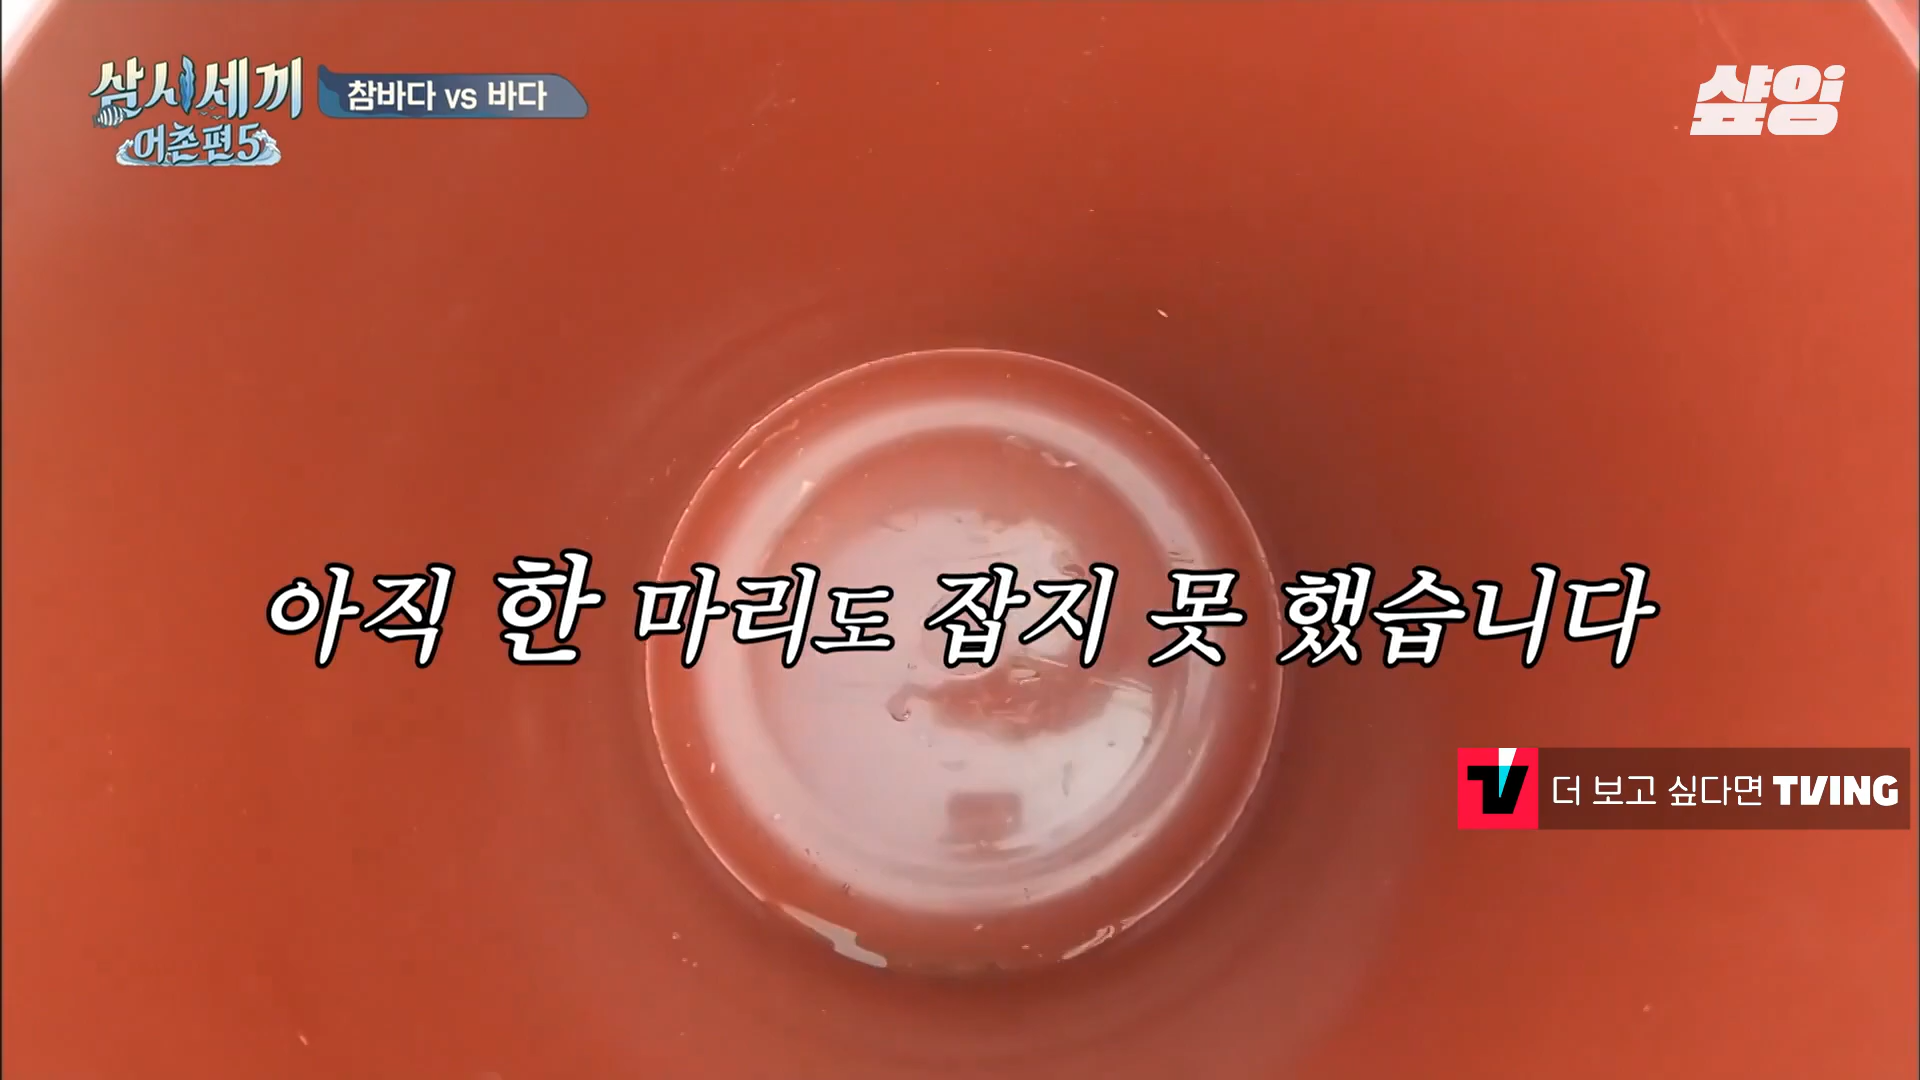 삼시세끼
어촌편5
참바다 vs 바다
샾잉
아직 한 마리도 잡지 못 했습니다
더 보고 싶다면 TVING